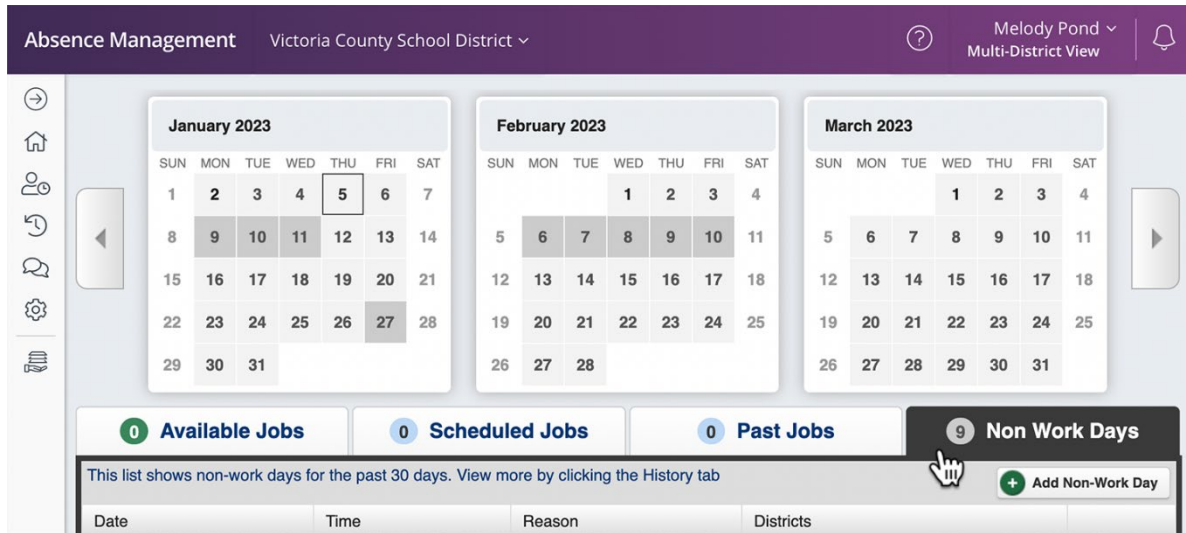 Absence Management Victoria County School District
Melody Pond
Multi-District View
January 2023
SUN MON TUE WED THU FRI SAT
1 2 3 4 5 6 7
8 9 10 11 12 13 14
15 16 17 18 19 20 21
22 23 24 25 26 27 28
29 30 31
February 2023
SUN MON TUE WED THU FRI SAT
1 2 3 4
5 6 7 8 9 10 11
12 13 14 15 16 17 18
19 20 21 22 23 24 25
26 27 28
March 2023
SUN MON TUE WED THU FRI SAT
1 2 3 4
5 6 7 8 9 10 11
12 13 14 15 16 17 18
19 20 21 22 23 24 25
26 27 28 29 30 31
0 Available Jobs 0 Scheduled Jobs 0 Past Jobs 9 Non Work Days
This list shows non-work days for the past 30 days. View more by clicking the History tab
Add Non-Work Day
Date Time Reason Districts